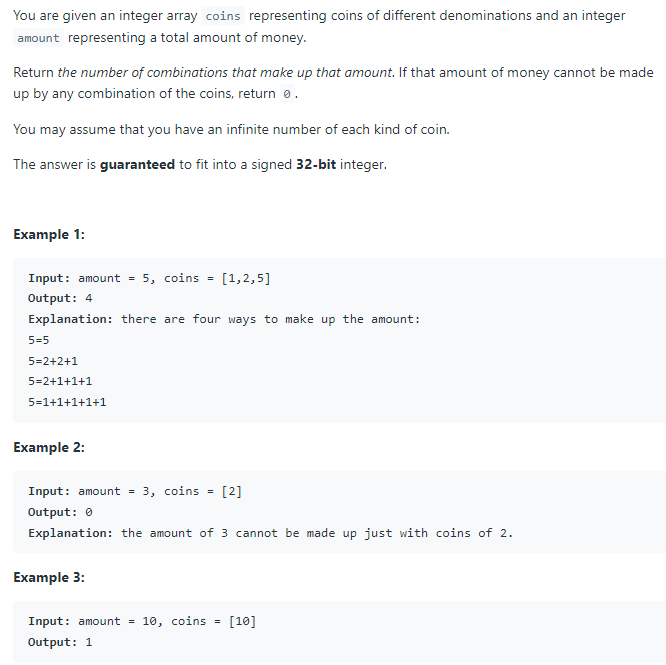 You are given an integer array coins representing coins of different denominations and an integer
amount representing a total amount of money.
Return the number of combinations that make up that amount. If that amount of money cannot be made
up by any combination of the coins, return 0.
You may assume that you have an infinite number of each kind of coin.
The answer is guaranteed to fit into a signed 32-bit integer.
Example 1:
Input: amount = 5, coins = [1,2,5]
Output: 4
Explanation: there are four ways to make up the amount:
5=5
5=2+2+1
5=2+1+1+1
5=1+1+1+1+1
Example 2:
Input: amount = 3, coins = [2]
Output: 0
Explanation: the amount of 3 cannot be made up just with coins of 2.
Example 3:
Input: amount = 10, coins = [10]
Output: 1